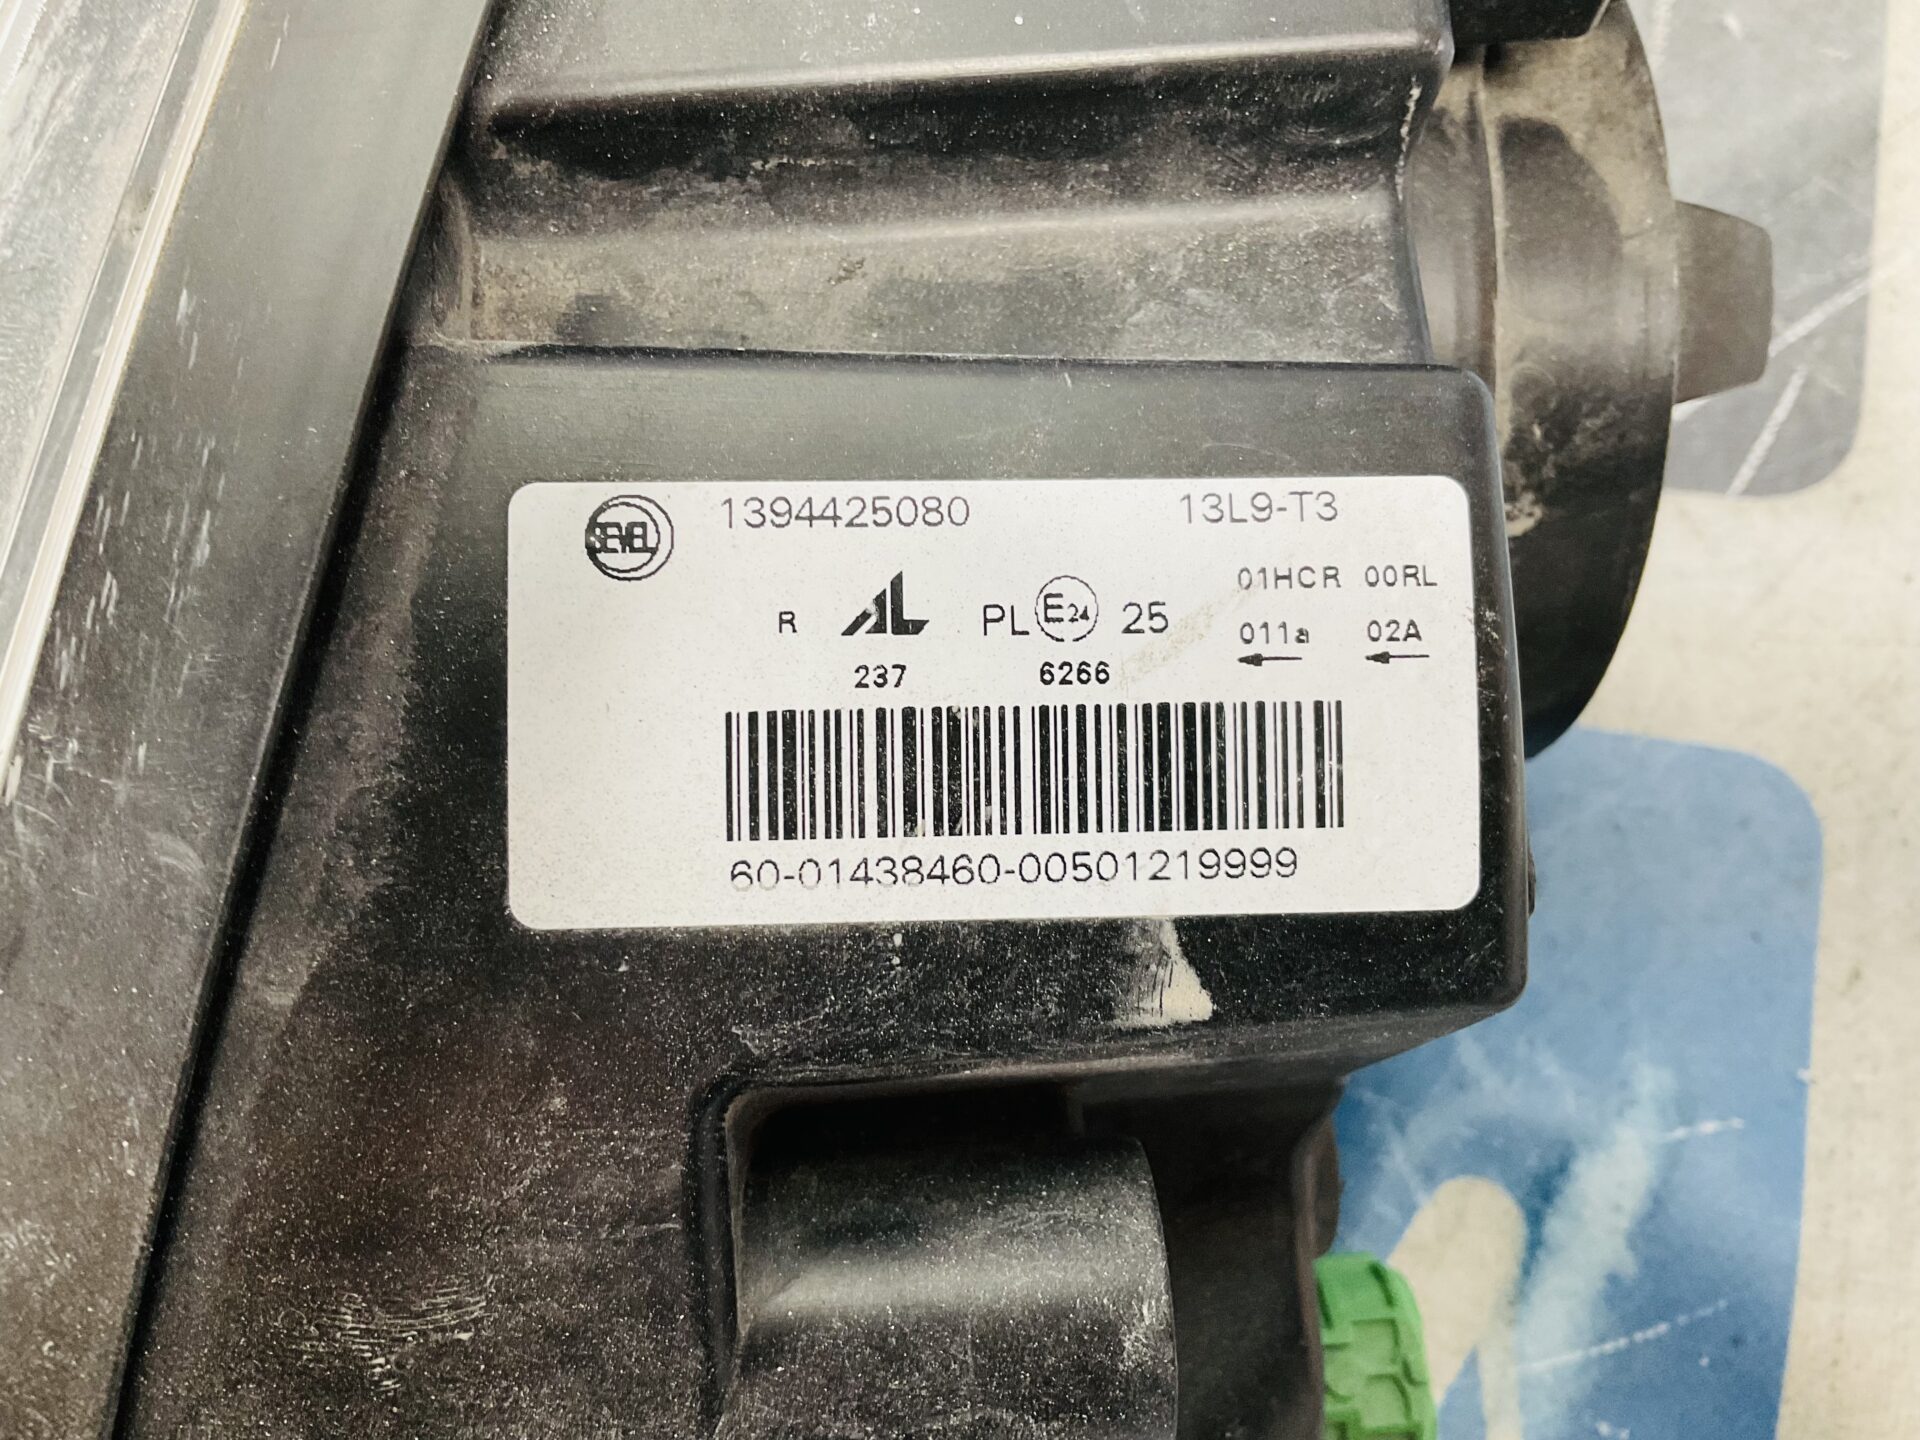 SEVEL
1394425080 13L9-T3
01HCR 00RL
R AL PL E24 25
011a 02A
237 6266
60-01438460-00501219999